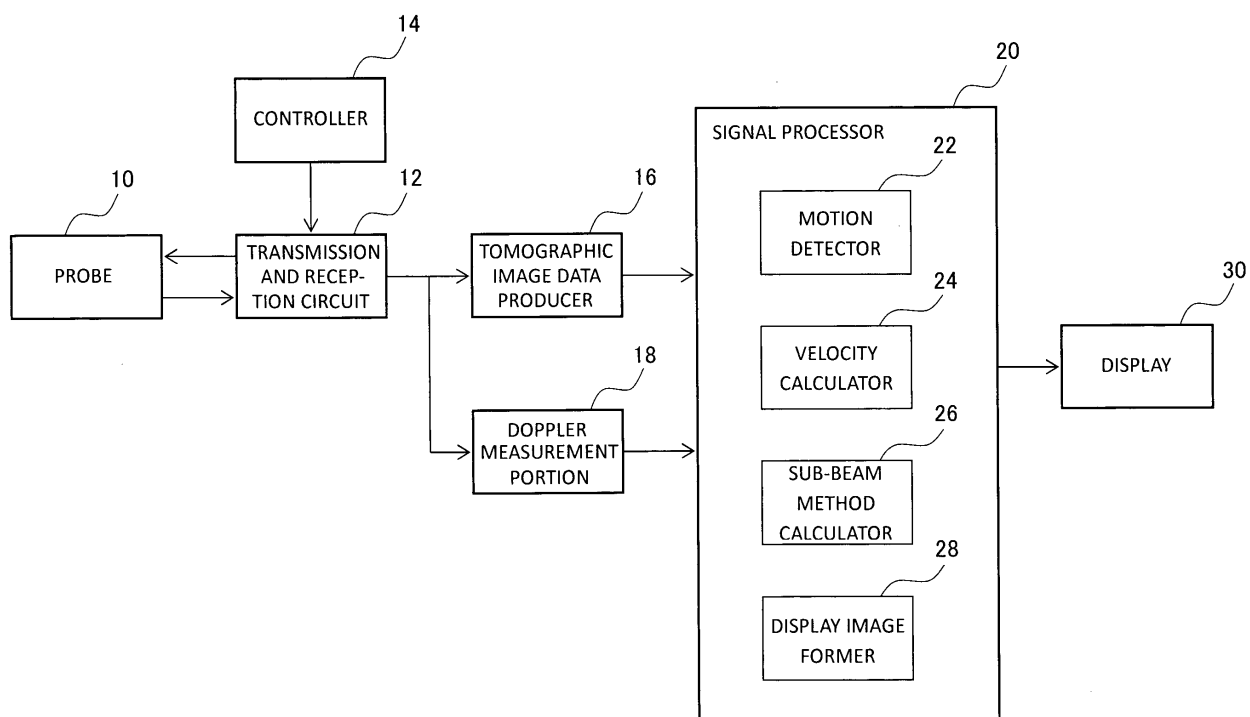 14
CONTROLLER
10
PROBE
12
TRANSMISSION
AND RECEP-
TION CIRCUIT
16
TOMOGRAPHIC
IMAGE DATA
PRODUCER
18
DOPPLER
MEASUREMENT
PORTION
20
SIGNAL PROCESSOR
22
MOTION
DETECTOR
24
VELOCITY
CALCULATOR
26
SUB-BEAM
METHOD
CALCULATOR
28
DISPLAY IMAGE
FORMER
30
DISPLAY